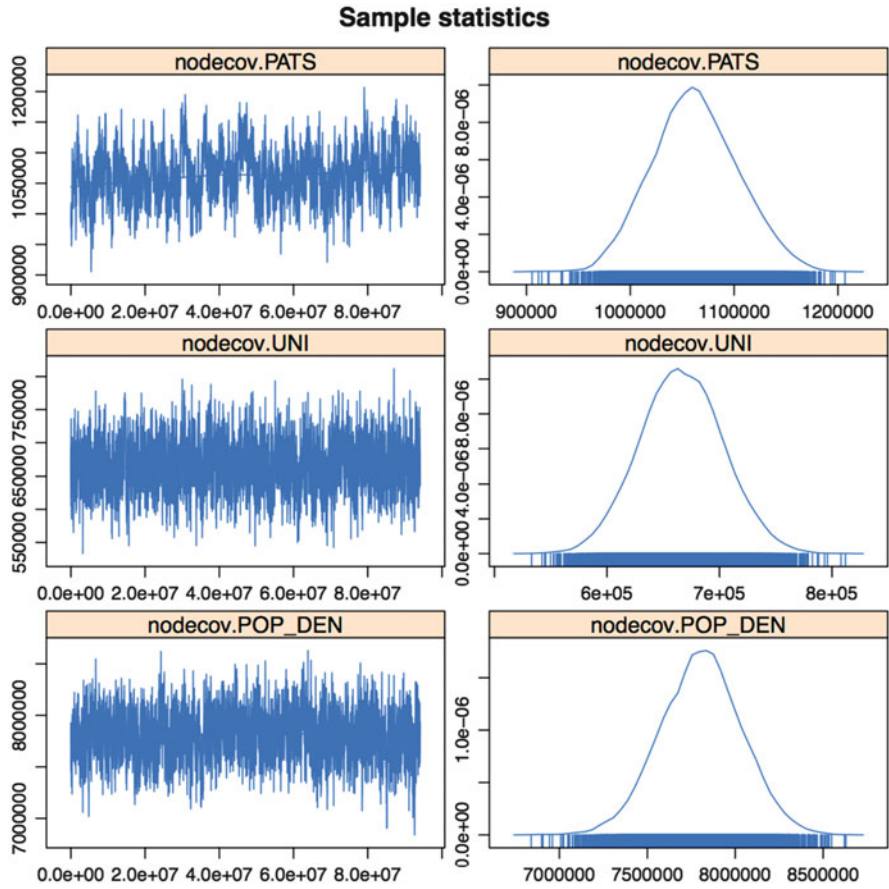 Sample statistics
nodecov.PATS
1200000
1050000
900000
0.0e+00 2.0e+07 4.0e+07 6.0e+07 8.0e+07
nodecov.PATS
8.0e−06
4.0e−06
0.0e+00
900000 1000000 1100000 1200000
nodecov.UNI
750000
650000
550000
0.0e+00 2.0e+07 4.0e+07 6.0e+07 8.0e+07
nodecov.UNI
8.0e−06
4.0e−06
0.0e+00
6e+05 7e+05 8e+05
nodecov.POP_DEN
8000000
7000000
0.0e+00 2.0e+07 4.0e+07 6.0e+07 8.0e+07
nodecov.POP_DEN
1.0e−06
0.0e+00
7000000 7500000 8000000 8500000